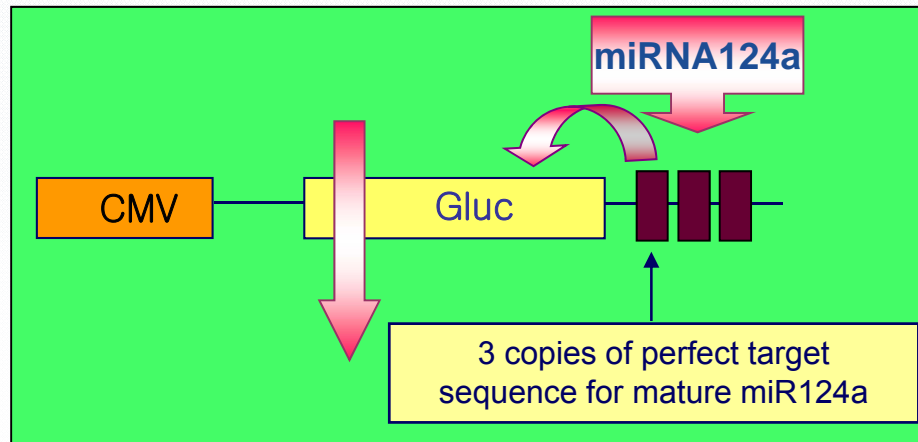 miRNA124a
CMV
Gluc
3 copies of perfect target
sequence for mature miR124a